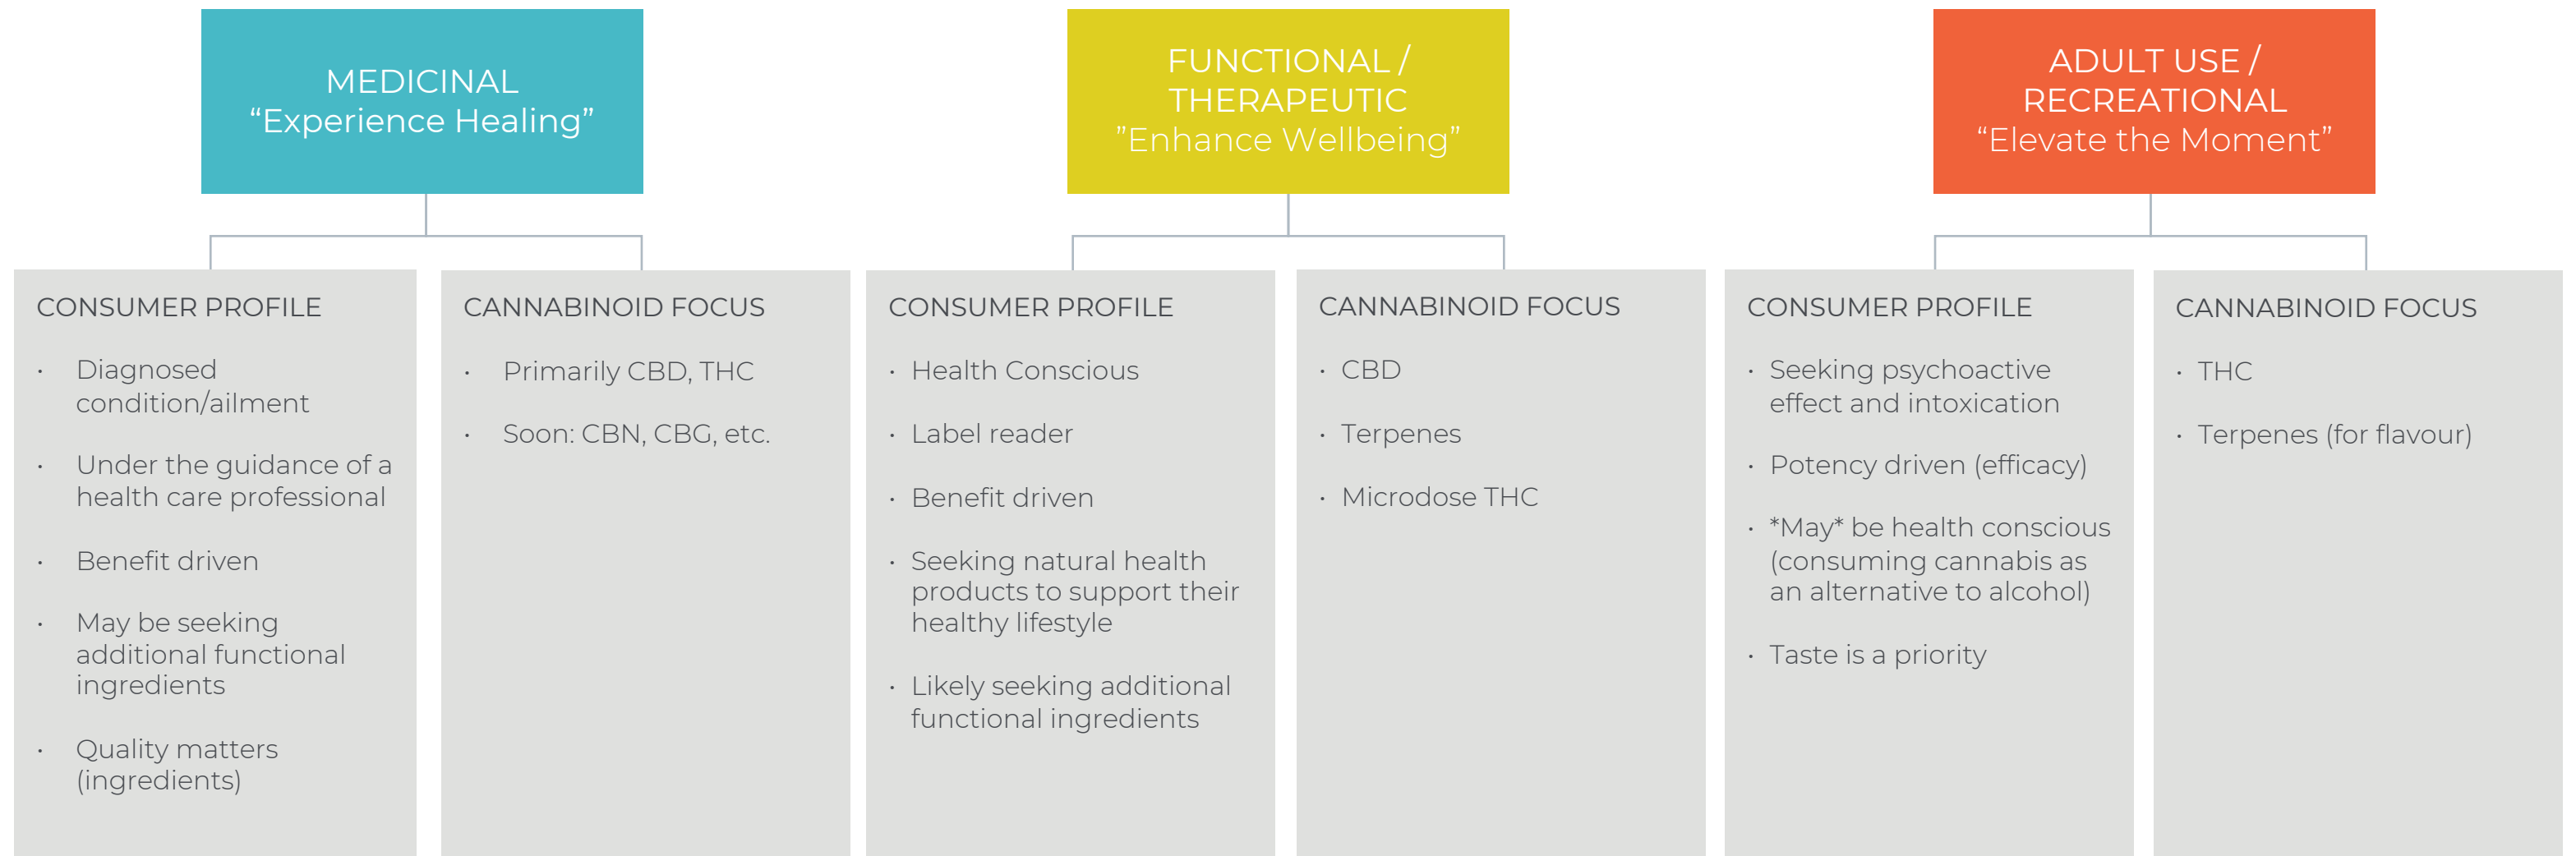 MEDICINAL
“Experience Healing”
CONSUMER PROFILE
• Diagnosed
condition/ailment
• Under the guidance of a
health care professional
• Benefit driven
• May be seeking
additional functional
ingredients
• Quality matters
(ingredients)
CANNABINOID FOCUS
• Primarily CBD, THC
• Soon: CBN, CBG, etc.
FUNCTIONAL /
THERAPEUTIC
”Enhance Wellbeing”
CONSUMER PROFILE
• Health Conscious
• Label reader
• Benefit driven
• Seeking natural health
products to support their
healthy lifestyle
• Likely seeking additional
functional ingredients
CANNABINOID FOCUS
• CBD
• Terpenes
• Microdose THC
ADULT USE /
RECREATIONAL
“Elevate the Moment”
CONSUMER PROFILE
• Seeking psychoactive
effect and intoxication
• Potency driven (efficacy)
• *May* be health conscious
(consuming cannabis as
an alternative to alcohol)
• Taste is a priority
CANNABINOID FOCUS
• THC
• Terpenes (for flavour)